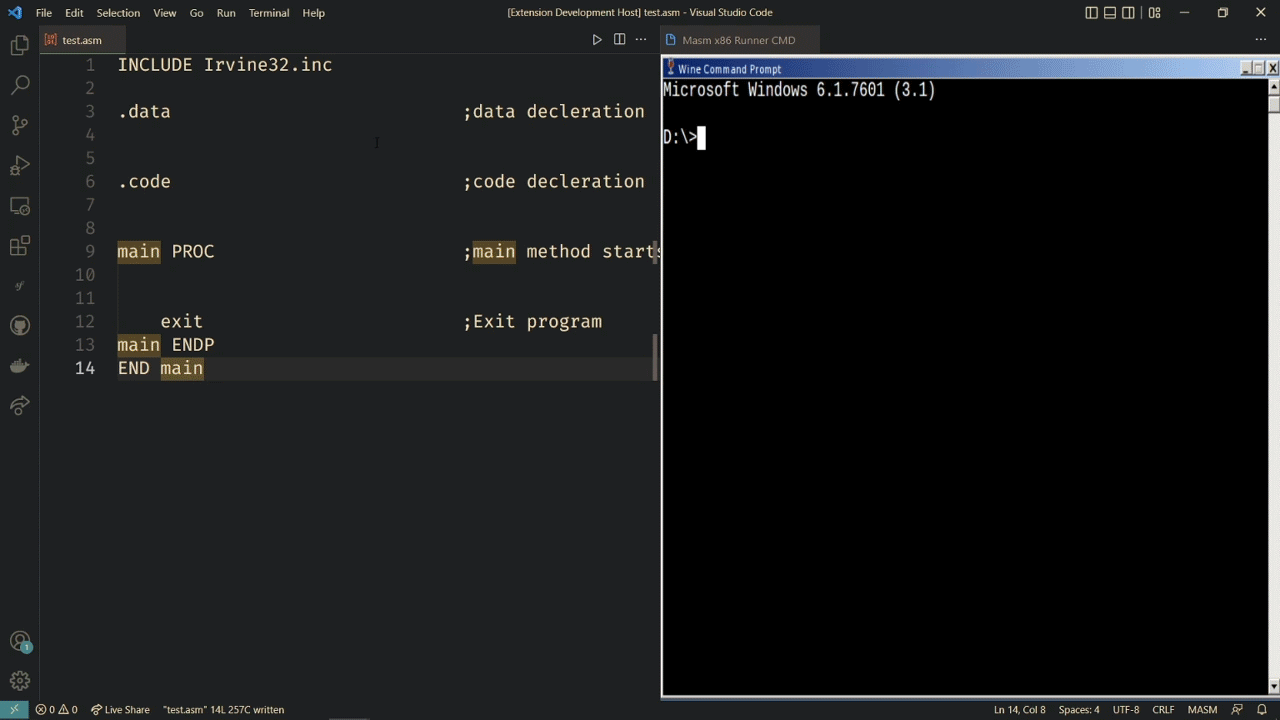 File Edit Selection View Go Run Terminal Help [Extension Development Host] test.asm - Visual Studio Code
test.asm
Masm x86 Runner CMD
1 INCLUDE Irvine32.inc
2
3 .data ;data decleration
4
5
6 .code ;code decleration
7
8
9 main PROC ;main method starts
10
11
12 exit ;Exit program
13 main ENDP
14 END main
Wine Command Prompt
Microsoft Windows 6.1.7601 (3.1)
D:\>
1
0 0 Live Share "test.asm" 14L 257C written Ln 14, Col 8 Spaces: 4 UTF-8 CRLF MASM